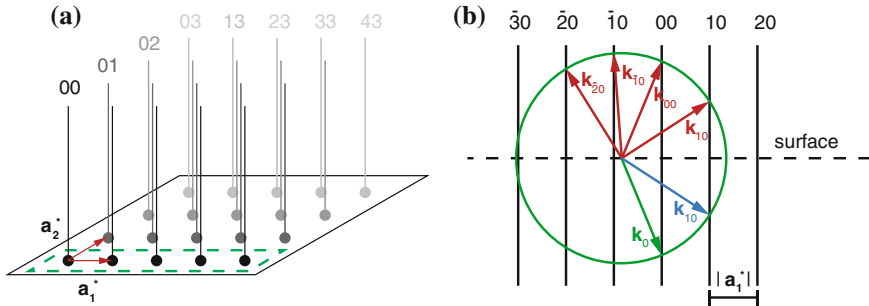 (a)
03 13 23 33 43
02
01
00
a₂*
a₁*
(b)
3̄0 2̄0 1̄0 00 10 20
k₂̄₀
k₁̄₀
k₀₀
k₁₀
surface
k₁₀
k₀
|a₁*|